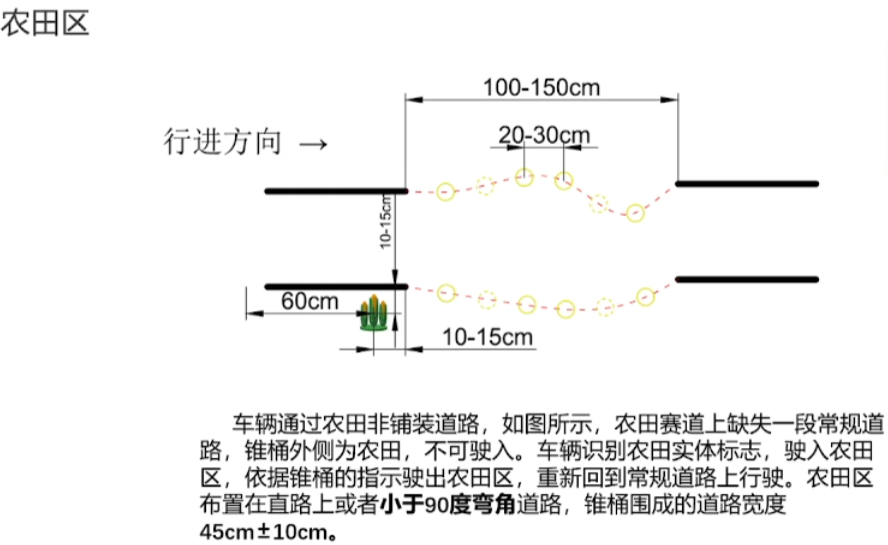 农田区
100-150cm
行进方向 →
20-30cm
10-15cm
60cm
10-15cm
车辆通过农田非铺装道路，如图所示，农田赛道上缺失一段常规道
路，锥桶外侧为农田，不可驶入。车辆识别农田实体标志，驶入农田
区，依据锥桶的指示驶出农田区，重新回到常规道路上行驶。农田区
布置在直路上或者小于90度弯角道路，锥桶围成的道路宽度
45cm±10cm。